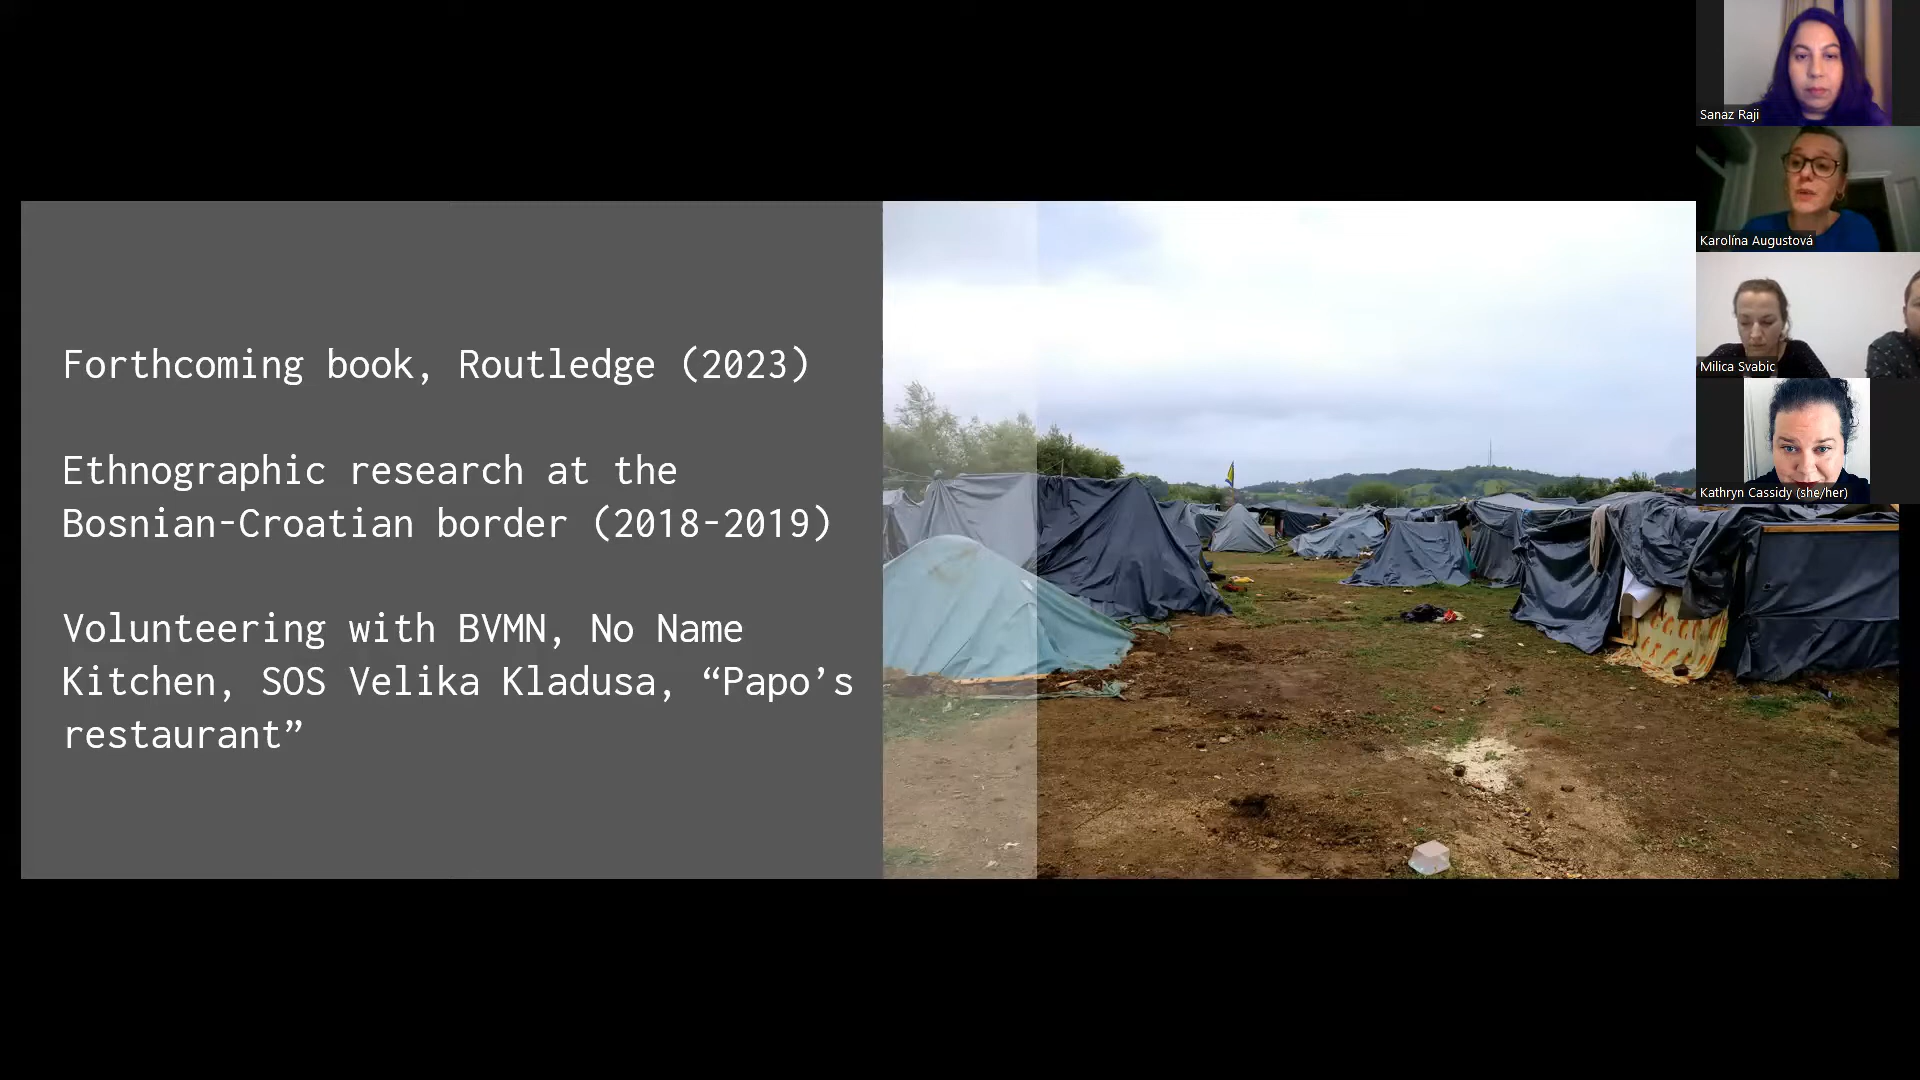 Forthcoming book, Routledge (2023)
Ethnographic research at the
Bosnian-Croatian border (2018-2019)
Volunteering with BVMN, No Name
Kitchen, SOS Velika Kladusa, “Papo’s
restaurant”
Sanaz Raji
Karolína Augustová
Milica Svabic
Kathryn Cassidy (she/her)